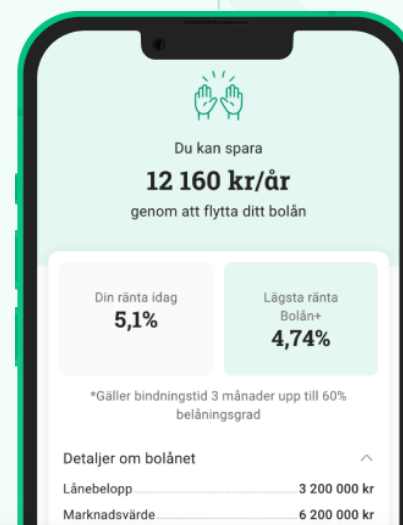 Du kan spara
12 160 kr/år
genom att flytta ditt bolån
Din ränta idag
5,1%
Lägsta ränta
Bolån+
4,74%
*Gäller bindningstid 3 månader upp till 60%
belåningsgrad
Detaljer om bolånet
Lånebelopp 3 200 000 kr
Marknadsvärde 6 200 000 kr